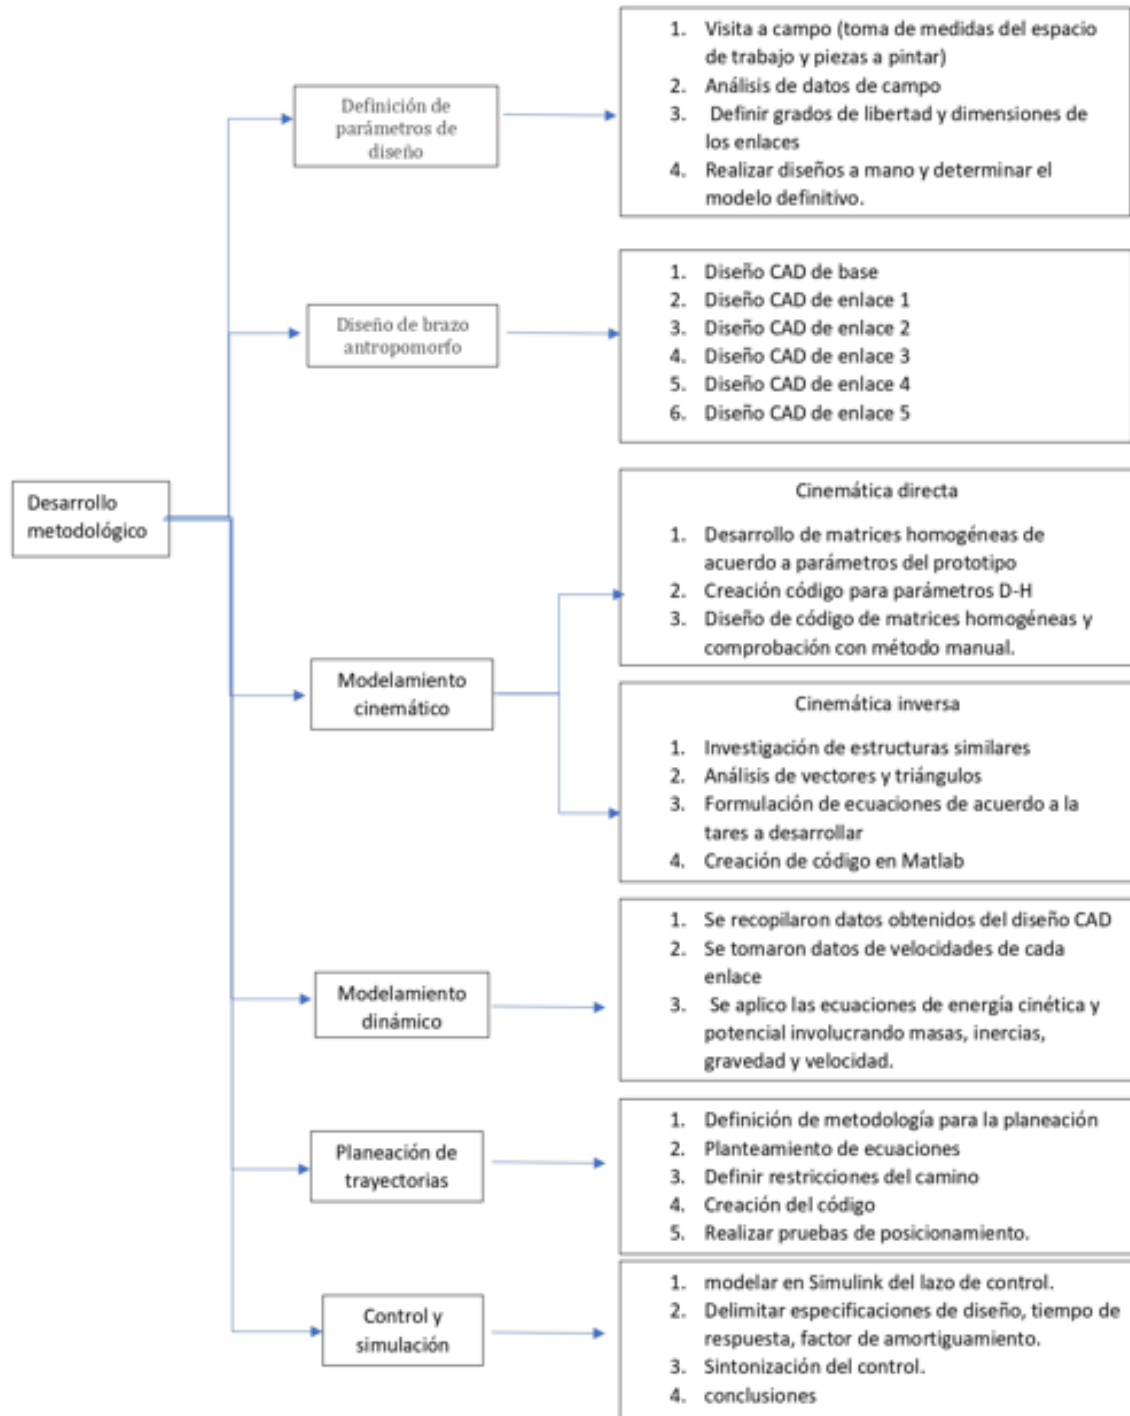 Desarrollo
metodológico
Definición de
parámetros de
diseño
1. Visita a campo (toma de medidas del espacio
de trabajo y piezas a pintar)
2. Análisis de datos de campo
3. Definir grados de libertad y dimensiones de
los enlaces
4. Realizar diseños a mano y determinar el
modelo definitivo.
Diseño de brazo
antropomorfo
1. Diseño CAD de base
2. Diseño CAD de enlace 1
3. Diseño CAD de enlace 2
4. Diseño CAD de enlace 3
5. Diseño CAD de enlace 4
6. Diseño CAD de enlace 5
Modelamiento
cinemático
Cinemática directa
1. Desarrollo de matrices homogéneas de
acuerdo a parámetros del prototipo
2. Creación código para parámetros D-H
3. Diseño de código de matrices homogéneas y
comprobación con método manual.
Cinemática inversa
1. Investigación de estructuras similares
2. Análisis de vectores y triángulos
3. Formulación de ecuaciones de acuerdo a la
tares a desarrollar
4. Creación de código en Matlab
Modelamiento
dinámico
1. Se recopilaron datos obtenidos del diseño CAD
2. Se tomaron datos de velocidades de cada
enlace
3. Se aplico las ecuaciones de energía cinética y
potencial involucrando masas, inercias,
gravedad y velocidad.
Planeación de
trayectorias
1. Definición de metodología para la planeación
2. Planteamiento de ecuaciones
3. Definir restricciones del camino
4. Creación del código
5. Realizar pruebas de posicionamiento.
Control y
simulación
1. modelar en Simulink del lazo de control.
2. Delimitar especificaciones de diseño, tiempo de
respuesta, factor de amortiguamiento.
3. Sintonización del control.
4. conclusiones